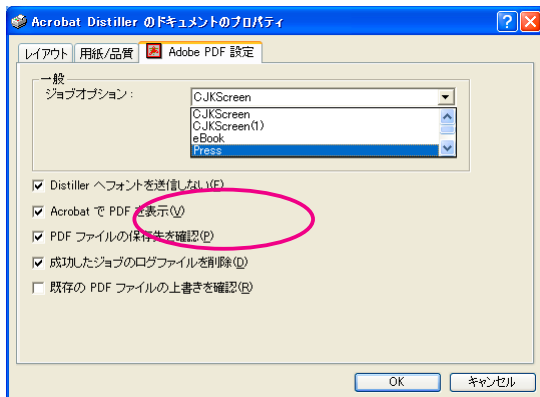 Acrobat Distiller のドキュメントのプロパティ
レイアウト 用紙/品質 Adobe PDF 設定
一般
ジョブオプション: CJKScreen
CJKScreen
CJKScreen(1)
eBook
Press
Distiller へフォントを送信しない(F)
Acrobat で PDF を表示(V)
PDF ファイルの保存先を確認(P)
成功したジョブのログファイルを削除(D)
既存の PDF ファイルの上書きを確認(R)
OK キャンセル